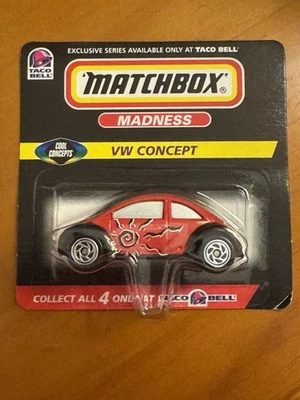 EXCLUSIVE SERIES AVAILABLE ONLY AT TACO BELL®
TACO
BELL®
MATCHBOX®
MADNESS
COOL
CONCEPTS
VW CONCEPT
COLLECT ALL 4 ONLY AT TACO BELL®